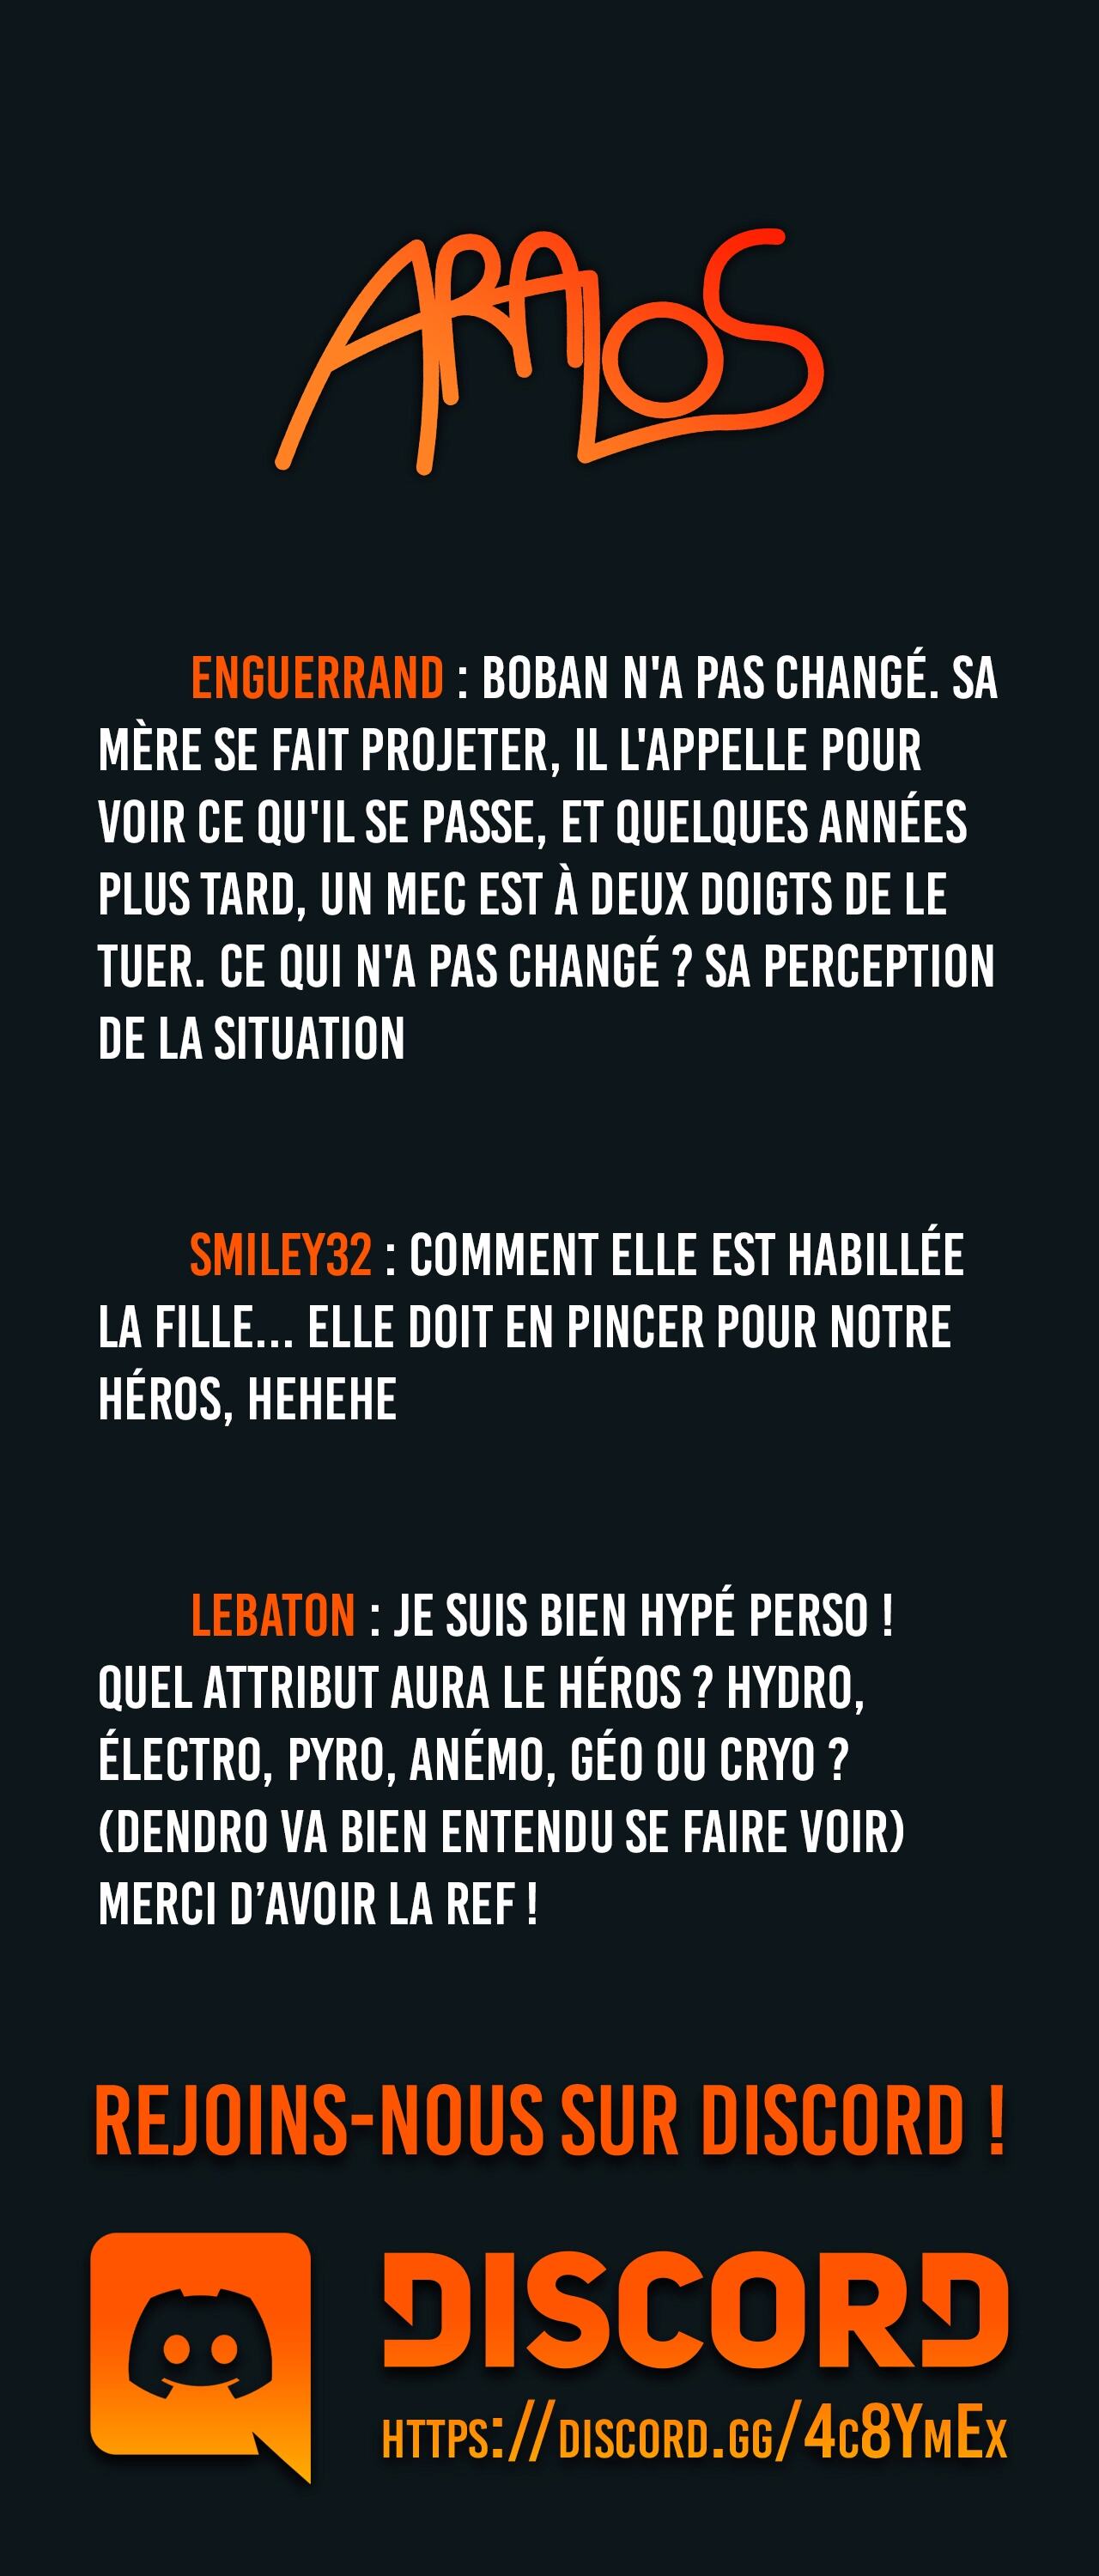 ARALOS
ENGUERRAND : BOBAN N'A PAS CHANGÉ. SA
MÈRE SE FAIT PROJETER, IL L'APPELLE POUR
VOIR CE QU'IL SE PASSE, ET QUELQUES ANNÉES
PLUS TARD, UN MEC EST À DEUX DOIGTS DE LE
TUER. CE QUI N'A PAS CHANGÉ ? SA PERCEPTION
DE LA SITUATION
SMILEY32 : COMMENT ELLE EST HABILLÉE
LA FILLE... ELLE DOIT EN PINCER POUR NOTRE
HÉROS, HEHEHE
LEBATON : JE SUIS BIEN HYPÉ PERSO !
QUEL ATTRIBUT AURA LE HÉROS ? HYDRO,
ÉLECTRO, PYRO, ANÉMO, GÉO OU CRYO ?
(DENDRO VA BIEN ENTENDU SE FAIRE VOIR)
MERCI D’AVOIR LA REF !
REJOINS-NOUS SUR DISCORD !
DISCORD
https://discord.gg/4c8YmEx